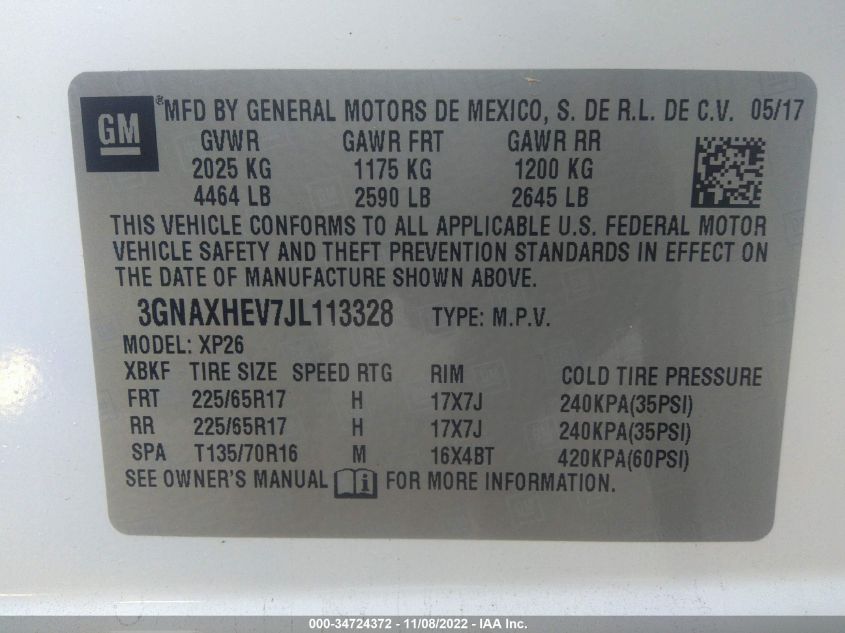 GM
® MFD BY GENERAL MOTORS DE MEXICO, S. DE R.L. DE C.V. 05/17
GVWR GAWR FRT GAWR RR
2025 KG 1175 KG 1200 KG
4464 LB 2590 LB 2645 LB
THIS VEHICLE CONFORMS TO ALL APPLICABLE U.S. FEDERAL MOTOR
VEHICLE SAFETY AND THEFT PREVENTION STANDARDS IN EFFECT ON
THE DATE OF MANUFACTURE SHOWN ABOVE.
3GNAXHEV7JL113328 TYPE: M.P.V.
MODEL: XP26
XBKF TIRE SIZE SPEED RTG RIM COLD TIRE PRESSURE
FRT 225/65R17 H 17X7J 240KPA(35PSI)
RR 225/65R17 H 17X7J 240KPA(35PSI)
SPA T135/70R16 M 16X4BT 420KPA(60PSI)
SEE OWNER'S MANUAL i FOR MORE INFORMATION.
000-34724372 - 11/08/2022 - IAA Inc.